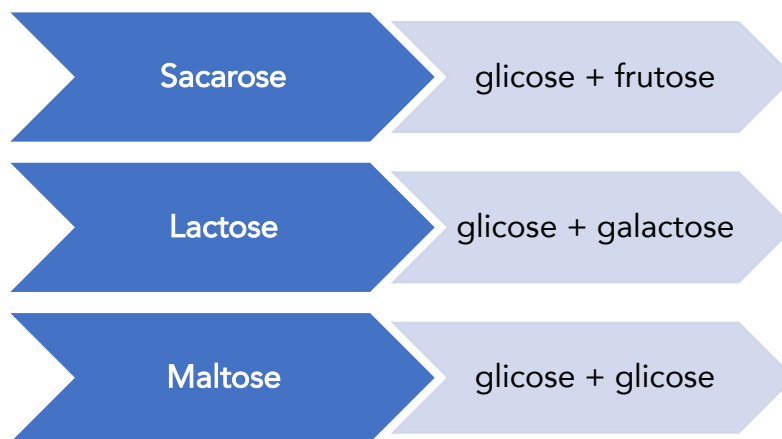 Sacarose
glicose + frutose
Lactose
glicose + galactose
Maltose
glicose + glicose